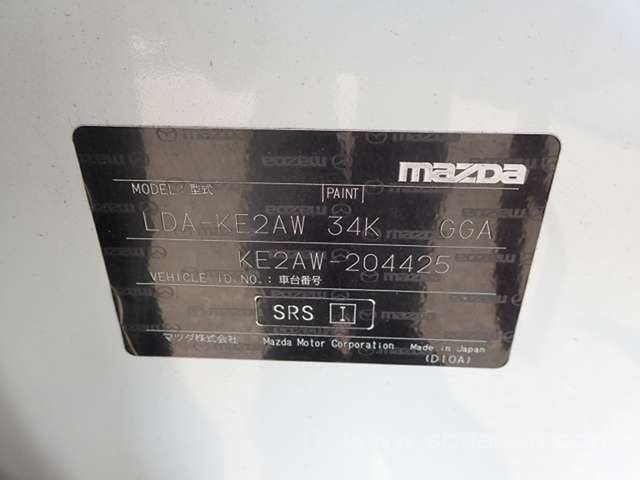 mazda
MODEL / 型式 PAINT
LDA-KE2AW 34K GGA
KE2AW-204425
VEHICLE ID NO. : 車台番号
SRS I
マツダ株式会社 Mazda Motor Corporation Made in Japan
(D10A)
www.sbtjapan.com